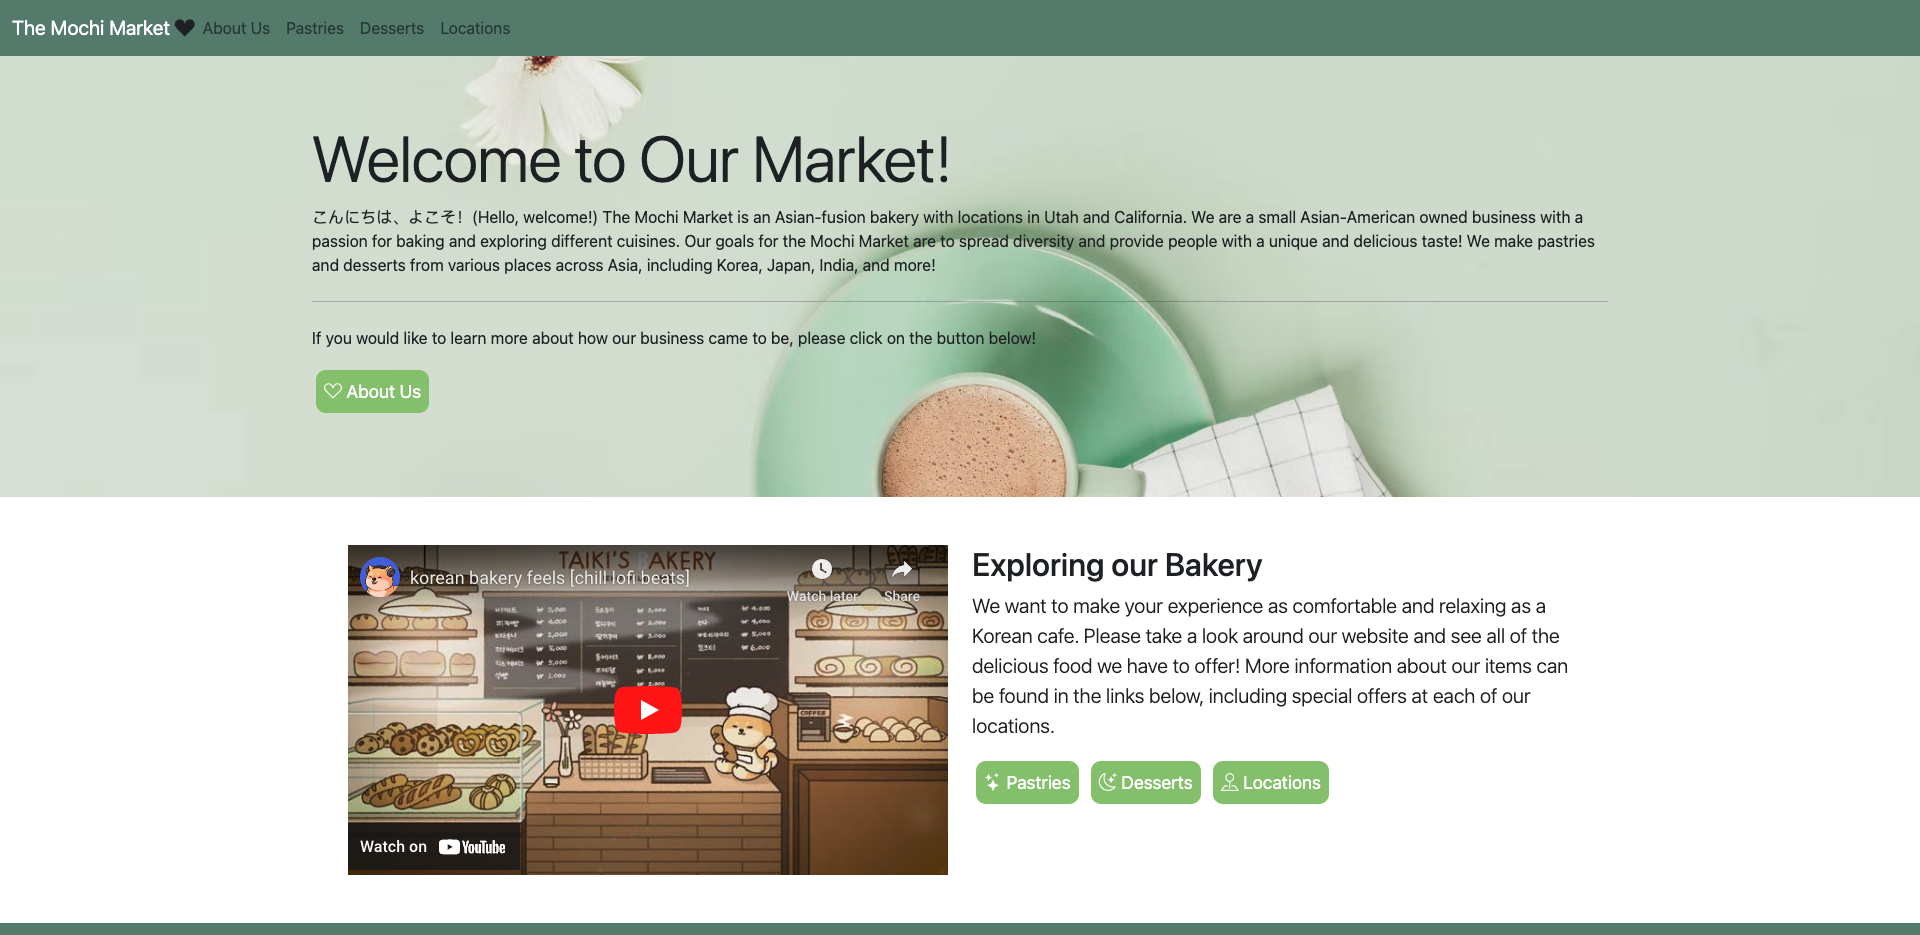 The Mochi Market About Us Pastries Desserts Locations
Welcome to Our Market!
こんにちは、よこそ！ (Hello, welcome!) The Mochi Market is an Asian-fusion bakery with locations in Utah and California. We are a small Asian-American owned business with a
passion for baking and exploring different cuisines. Our goals for the Mochi Market are to spread diversity and provide people with a unique and delicious taste! We make pastries
and desserts from various places across Asia, including Korea, Japan, India, and more!
If you would like to learn more about how our business came to be, please click on the button below!
About Us
TAIKI'S BAKERY
korean bakery feels [chill lofi beats]
Watch later Share
COFFEE
Watch on YouTube
Exploring our Bakery
We want to make your experience as comfortable and relaxing as a
Korean cafe. Please take a look around our website and see all of the
delicious food we have to offer! More information about our items can
be found in the links below, including special offers at each of our
locations.
Pastries Desserts Locations